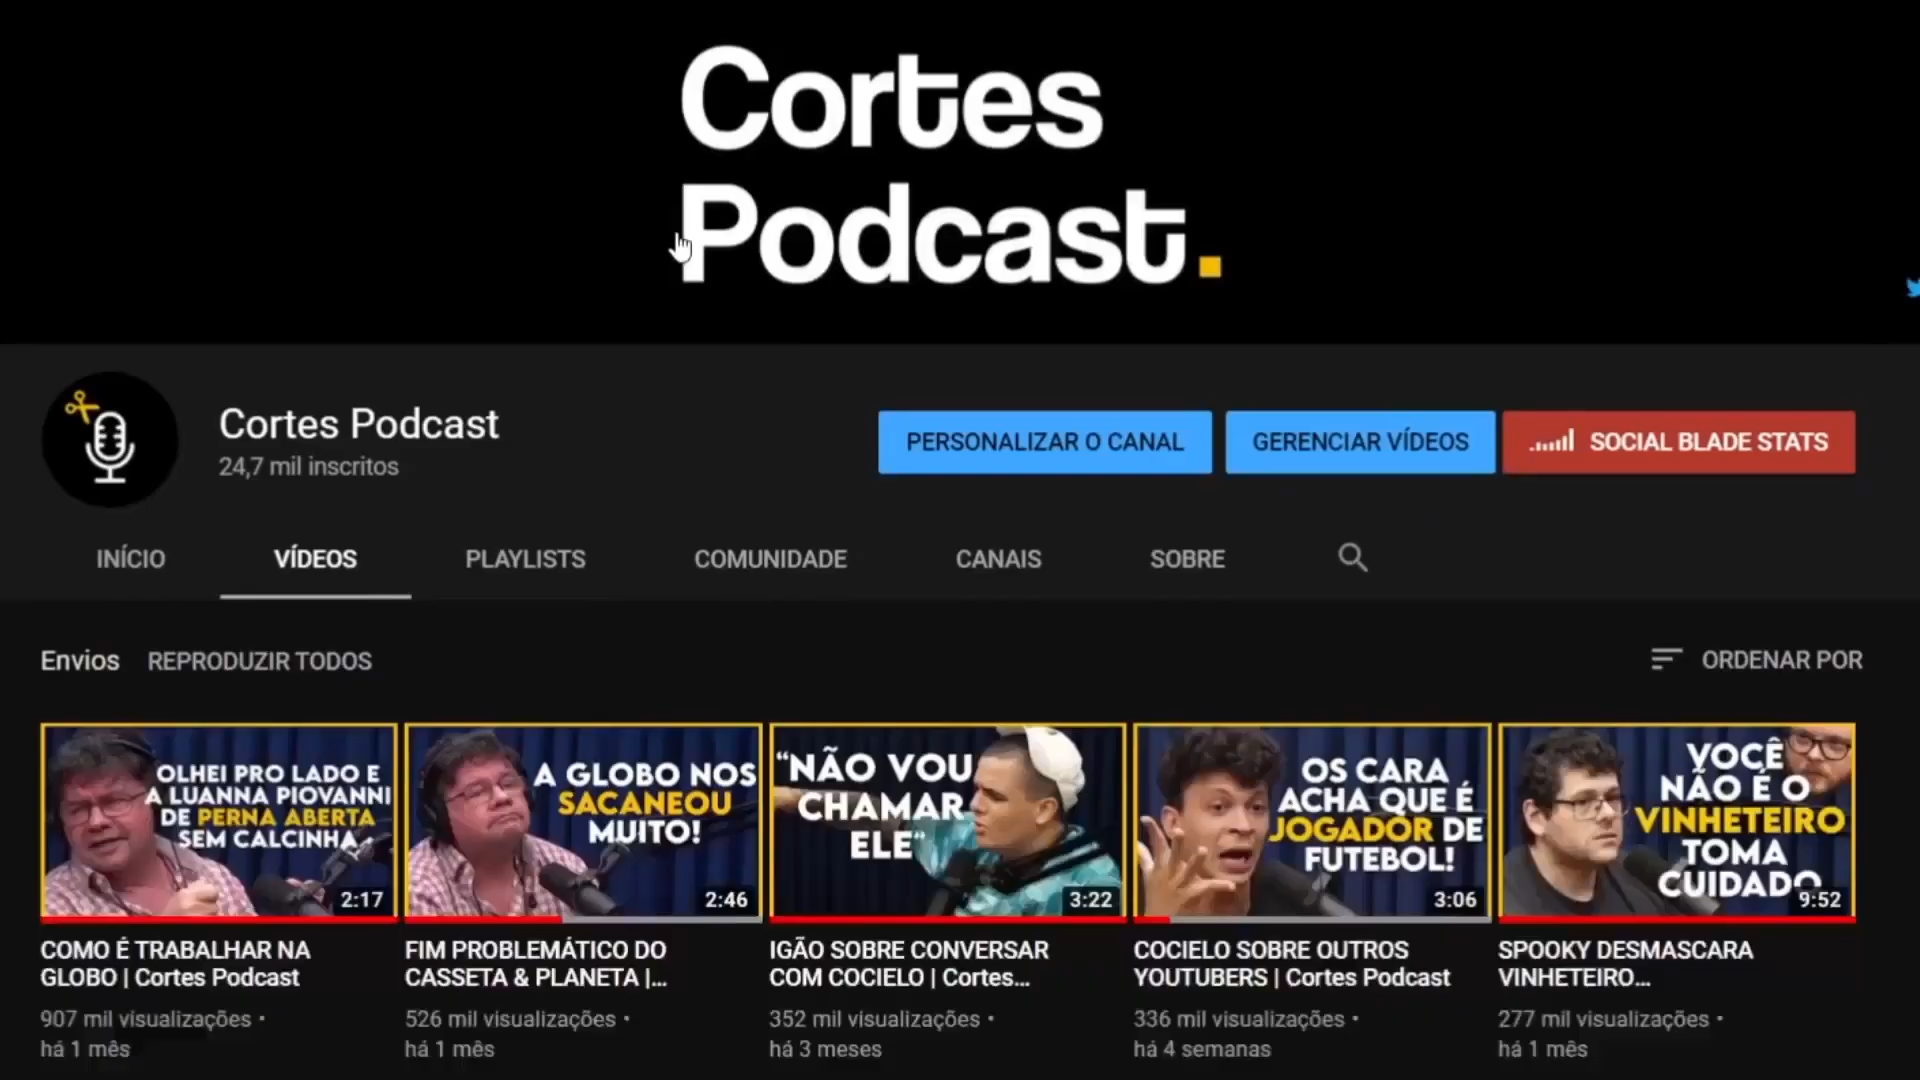 Cortes
Podcast.
Cortes Podcast
24,7 mil inscritos
PERSONALIZAR O CANAL
GERENCIAR VÍDEOS
SOCIAL BLADE STATS
INÍCIO
VÍDEOS
PLAYLISTS
COMUNIDADE
CANAIS
SOBRE
Envios
REPRODUZIR TODOS
ORDENAR POR
OLHEI PRO LADO E
A LUANNA PIOVANNI
DE PERNA ABERTA
SEM CALCINHA
2:17
A GLOBO NOS
SACANEOU
MUITO!
2:46
“NÃO VOU
CHAMAR
ELE“
3:22
OS CARA
ACHA QUE É
JOGADOR DE
FUTEBOL!
3:06
VOCÊ
NÃO É O
VINHETEIRO
TOMA
CUIDADO
9:52
COMO É TRABALHAR NA
GLOBO | Cortes Podcast
907 mil visualizações •
há 1 mês
FIM PROBLEMÁTICO DO
CASSETA & PLANETA |...
526 mil visualizações •
há 1 mês
IGÃO SOBRE CONVERSAR
COM COCIELO | Cortes...
352 mil visualizações •
há 3 meses
COCIELO SOBRE OUTROS
YOUTUBERS | Cortes Podcast
336 mil visualizações •
há 4 semanas
SPOOKY DESMASCARA
VINHETEIRO...
277 mil visualizações •
há 1 mês